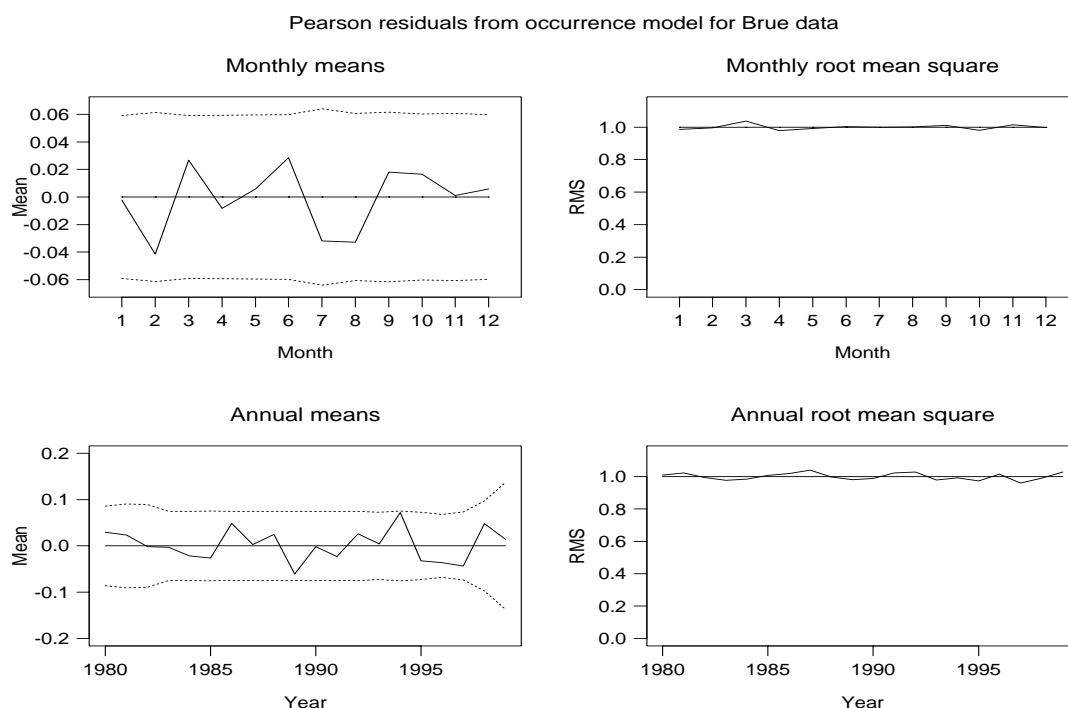 Pearson residuals from occurrence model for Brue data
Monthly means
Mean
0.06
0.02
0.0
-0.02
-0.04
-0.06
1 2 3 4 5 6 7 8 9 10 11 12
Month
Monthly root mean square
RMS
1.0
0.8
0.6
0.4
0.2
0.0
1 2 3 4 5 6 7 8 9 10 11 12
Month
Annual means
Mean
0.2
0.1
0.0
-0.1
-0.2
1980 1985 1990 1995
Year
Annual root mean square
RMS
1.0
0.8
0.6
0.4
0.2
0.0
1980 1985 1990 1995
Year